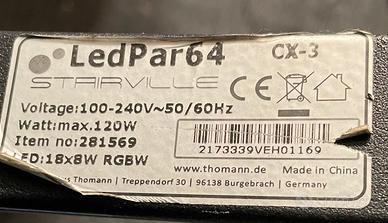 LedPar64 CX-3
STAIRVILLE
Voltage:100-240V~50/60Hz
Watt:max.120W
Item no:281569
LED:18x8W RGBW
2173339VEH01169
www.thomann.de Made in China
Thomann | Treppendorf 30 | 96138 Burgebrach | Germany